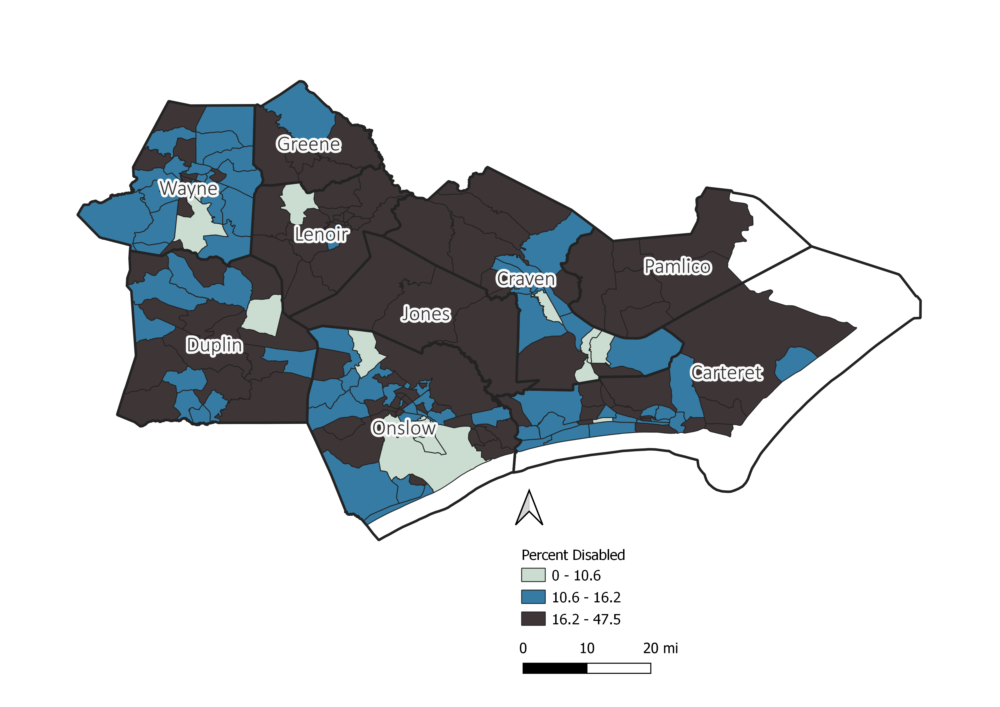 Greene
Wayne
Lenoir
Pamlico
Craven
Jones
Duplin
Carteret
Onslow
Percent Disabled
0 - 10.6
10.6 - 16.2
16.2 - 47.5
0 10 20 mi